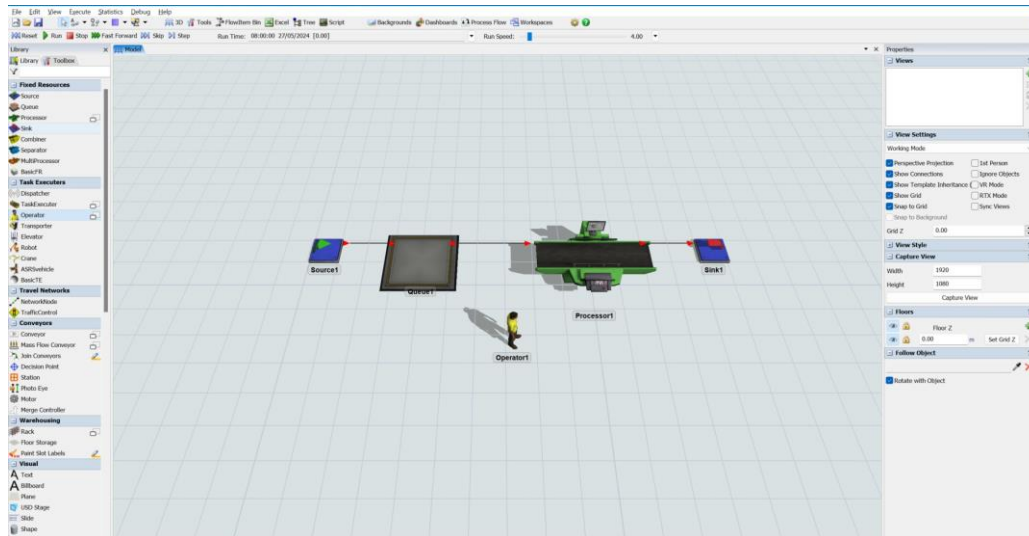 File Edit View Execute Statistics Debug Help
3D Tools FlowItem Bin Excel Tree Script Backgrounds Dashboards Process Flow Workspaces
Reset Run Stop Fast Forward Skip Step Run Time: 08:00:00 27/05/2024 [0.00] Run Speed: 4.00
Library
Library Toolbox
Fixed Resources
Source
Queue
Processor
Sink
Combiner
Separator
MultiProcessor
BasicFR
Task Executers
Dispatcher
TaskExecuter
Operator
Transporter
Elevator
Robot
Crane
ASRSvehicle
BasicTE
Travel Networks
NetworkNode
TrafficControl
Conveyors
Conveyor
Mass Flow Conveyor
Join Conveyors
Decision Point
Station
Photo Eye
Motor
Merge Controller
Warehousing
Rack
Floor Storage
Paint Slot Labels
Visual
Text
Billboard
Plane
USD Stage
Slide
Shape
Model
Source1
Queue1
Processor1
Sink1
Operator1
Properties
Views
View Settings
Working Mode
Perspective Projection 1st Person
Show Connections Ignore Objects
Show Template Inheritance ( VR Mode
Show Grid RTX Mode
Snap to Grid Sync Views
Snap to Background
Grid Z 0.00
View Style
Capture View
Width 1920
Height 1080
Capture View
Floors
Floor Z
0.00 m Set Grid Z
Follow Object
Rotate with Object